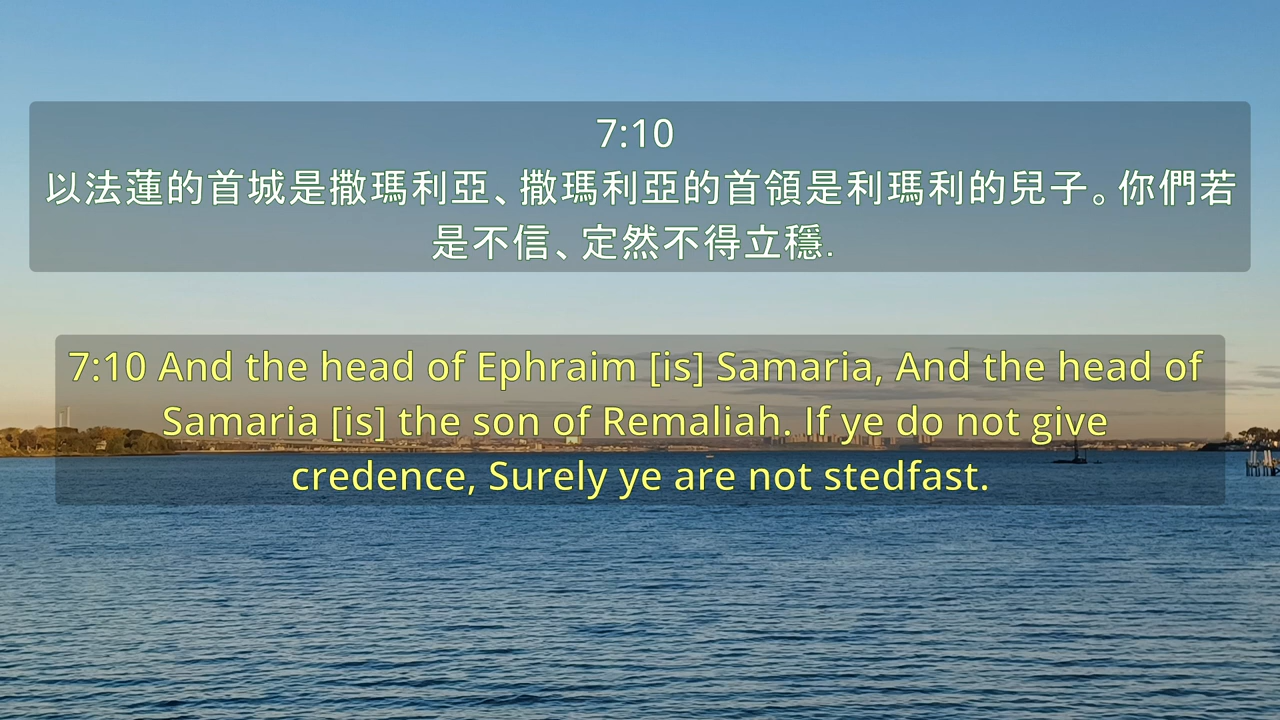 7:10
以法蓮的首城是撒瑪利亞、撒瑪利亞的首領是利瑪利的兒子。你們若
是不信、定然不得立穩.
7:10 And the head of Ephraim [is] Samaria, And the head of
Samaria [is] the son of Remaliah. If ye do not give
credence, Surely ye are not stedfast.